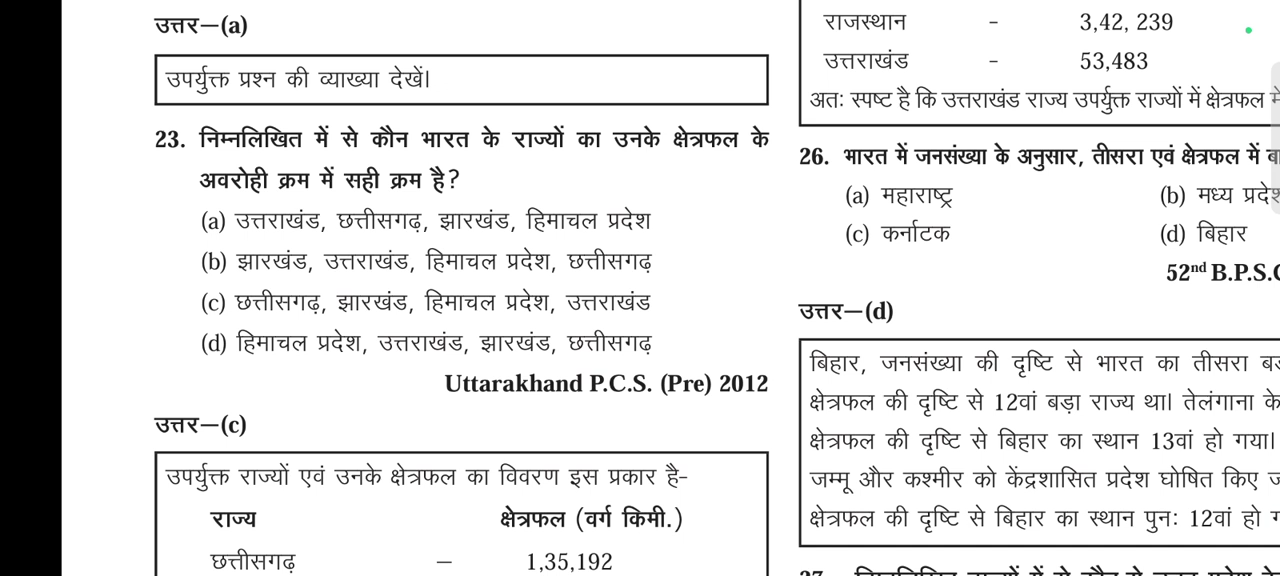 उत्तर—(a)
उपर्युक्त प्रश्न की व्याख्या देखें।
23. निम्नलिखित में से कौन भारत के राज्यों का उनके क्षेत्रफल के
अवरोही क्रम में सही क्रम है?
(a) उत्तराखंड, छत्तीसगढ़, झारखंड, हिमाचल प्रदेश
(b) झारखंड, उत्तराखंड, हिमाचल प्रदेश, छत्तीसगढ़
(c) छत्तीसगढ़, झारखंड, हिमाचल प्रदेश, उत्तराखंड
(d) हिमाचल प्रदेश, उत्तराखंड, झारखंड, छत्तीसगढ़
Uttarakhand P.C.S. (Pre) 2012
उत्तर—(c)
उपर्युक्त राज्यों एवं उनके क्षेत्रफल का विवरण इस प्रकार है-
राज्य क्षेत्रफल (वर्ग किमी.)
छत्तीसगढ़ – 1,35,192
राजस्थान - 3,42, 239
उत्तराखंड - 53,483
अतः स्पष्ट है कि उत्तराखंड राज्य उपर्युक्त राज्यों में क्षेत्रफल
26. भारत में जनसंख्या के अनुसार, तीसरा एवं क्षेत्रफल में
(a) महाराष्ट्र (b) मध्य
(c) कर्नाटक (d) बिहार
52nd B.P.S.
उत्तर—(d)
बिहार, जनसंख्या की दृष्टि से भारत का तीसरा
क्षेत्रफल की दृष्टि से 12वां बड़ा राज्य था। तेलंगाना के
क्षेत्रफल की दृष्टि से बिहार का स्थान 13वां हो गया।
जम्मू और कश्मीर को केंद्रशासित प्रदेश घोषित किए
क्षेत्रफल की दृष्टि से बिहार का स्थान पुनः 12वां हो